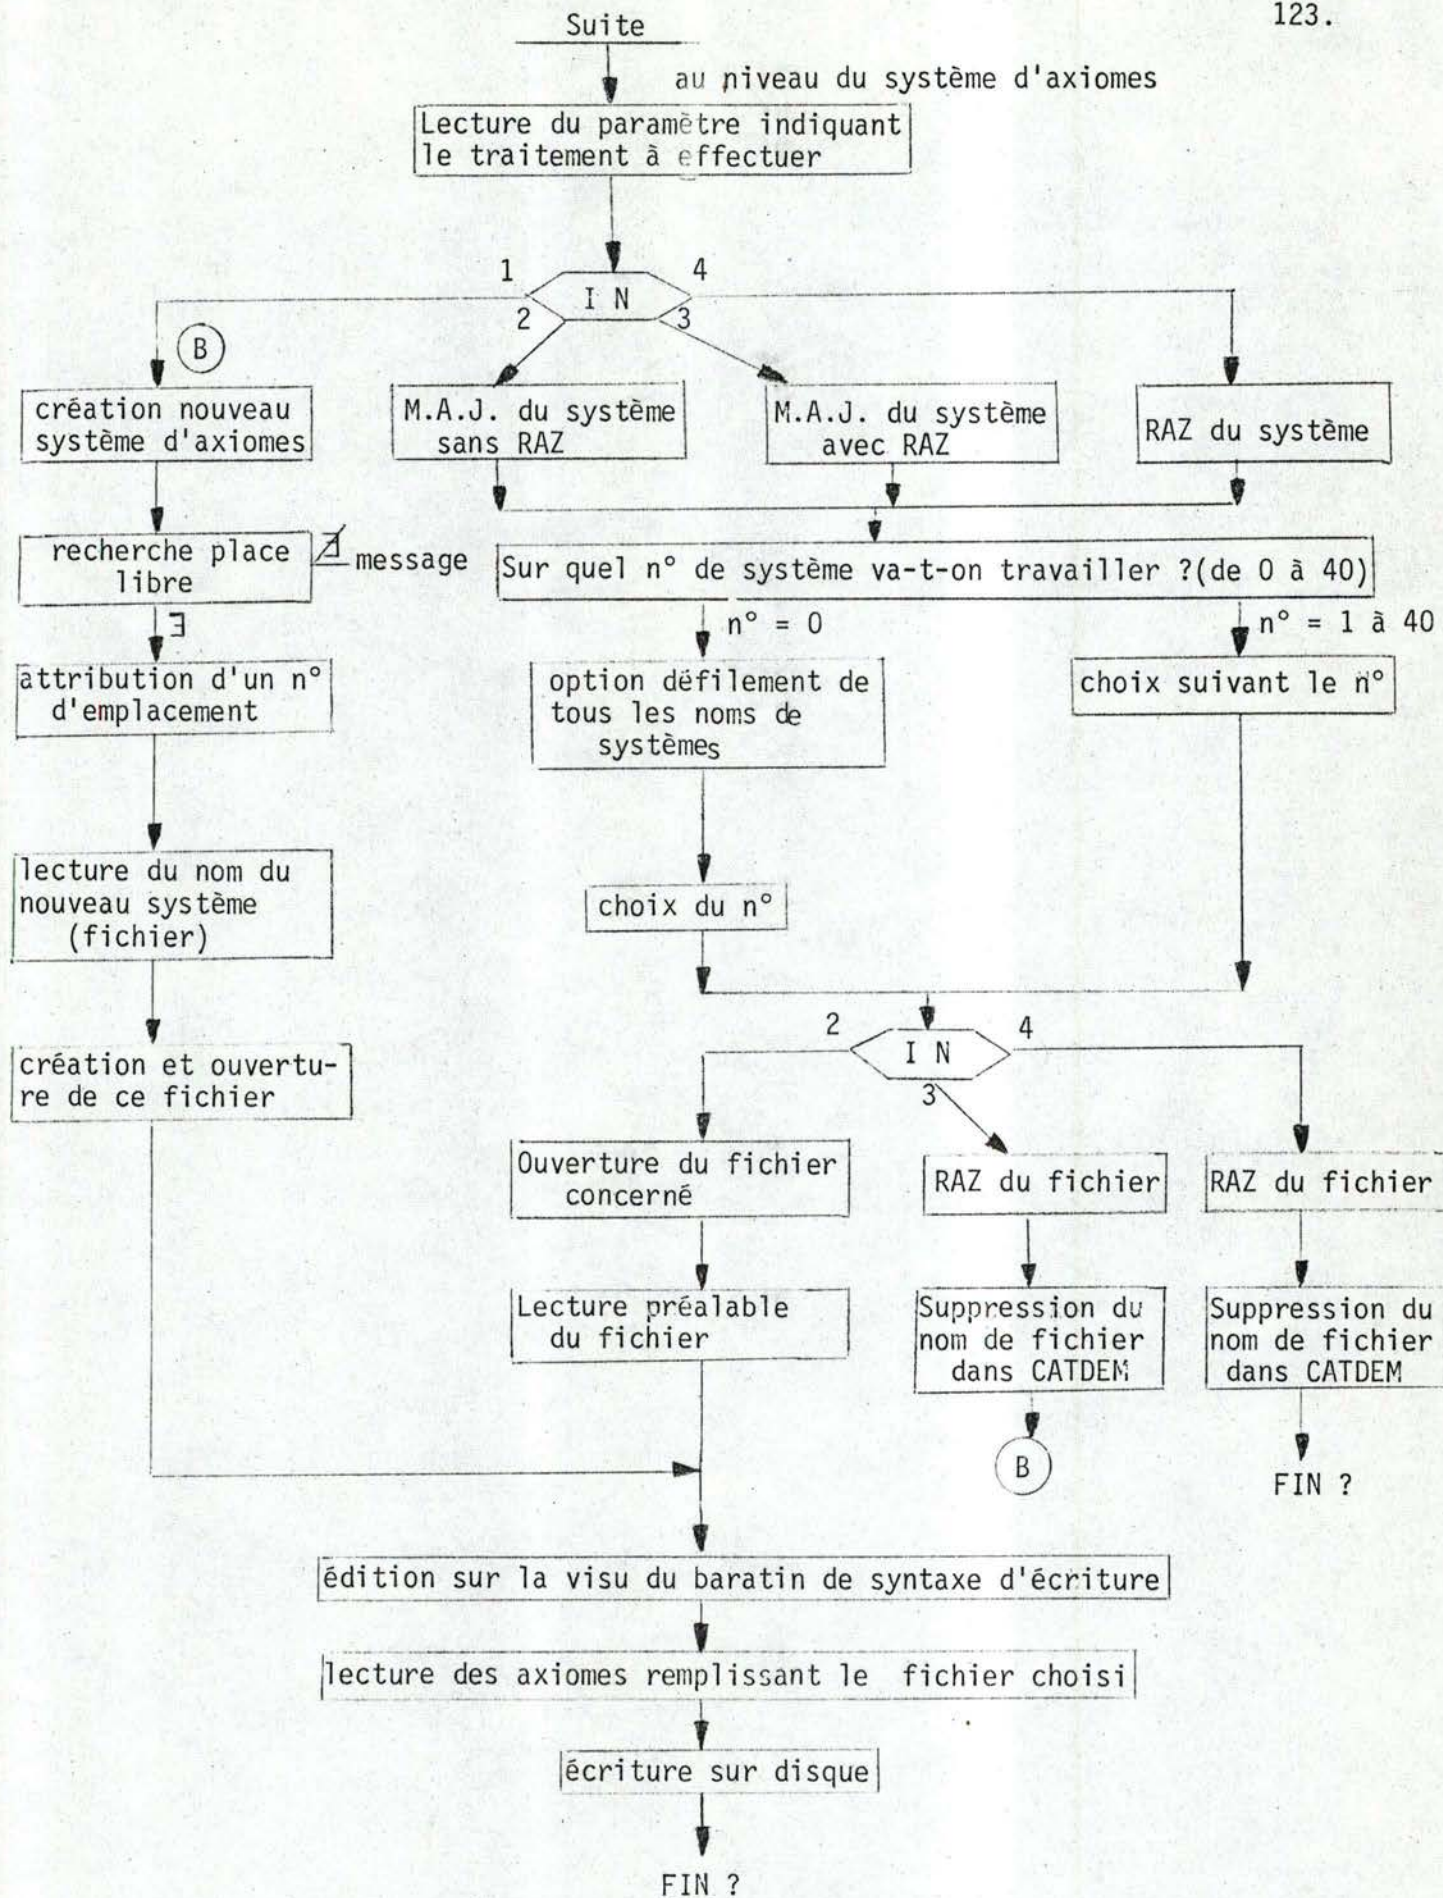 123.
Suite
au niveau du système d'axiomes
Lecture du paramètre indiquant
le traitement à effectuer
1
4
I N
2
3
B
création nouveau
système d'axiomes
M.A.J. du système
sans RAZ
M.A.J. du système
avec RAZ
RAZ du système
recherche place
libre
∄
message
Sur quel n° de système va-t-on travailler ?(de 0 à 40)
∃
n° = 0
n° = 1 à 40
attribution d'un n°
d'emplacement
option défilement de
tous les noms de
systèmes
choix suivant le n°
lecture du nom du
nouveau système
(fichier)
choix du n°
2
4
I N
3
création et ouvertu-
re de ce fichier
Ouverture du fichier
concerné
RAZ du fichier
RAZ du fichier
Lecture préalable
du fichier
Suppression du
nom de fichier
dans CATDEM
Suppression du
nom de fichier
dans CATDEM
B
FIN ?
édition sur la visu du baratin de syntaxe d'écriture
lecture des axiomes remplissant le fichier choisi
écriture sur disque
FIN ?